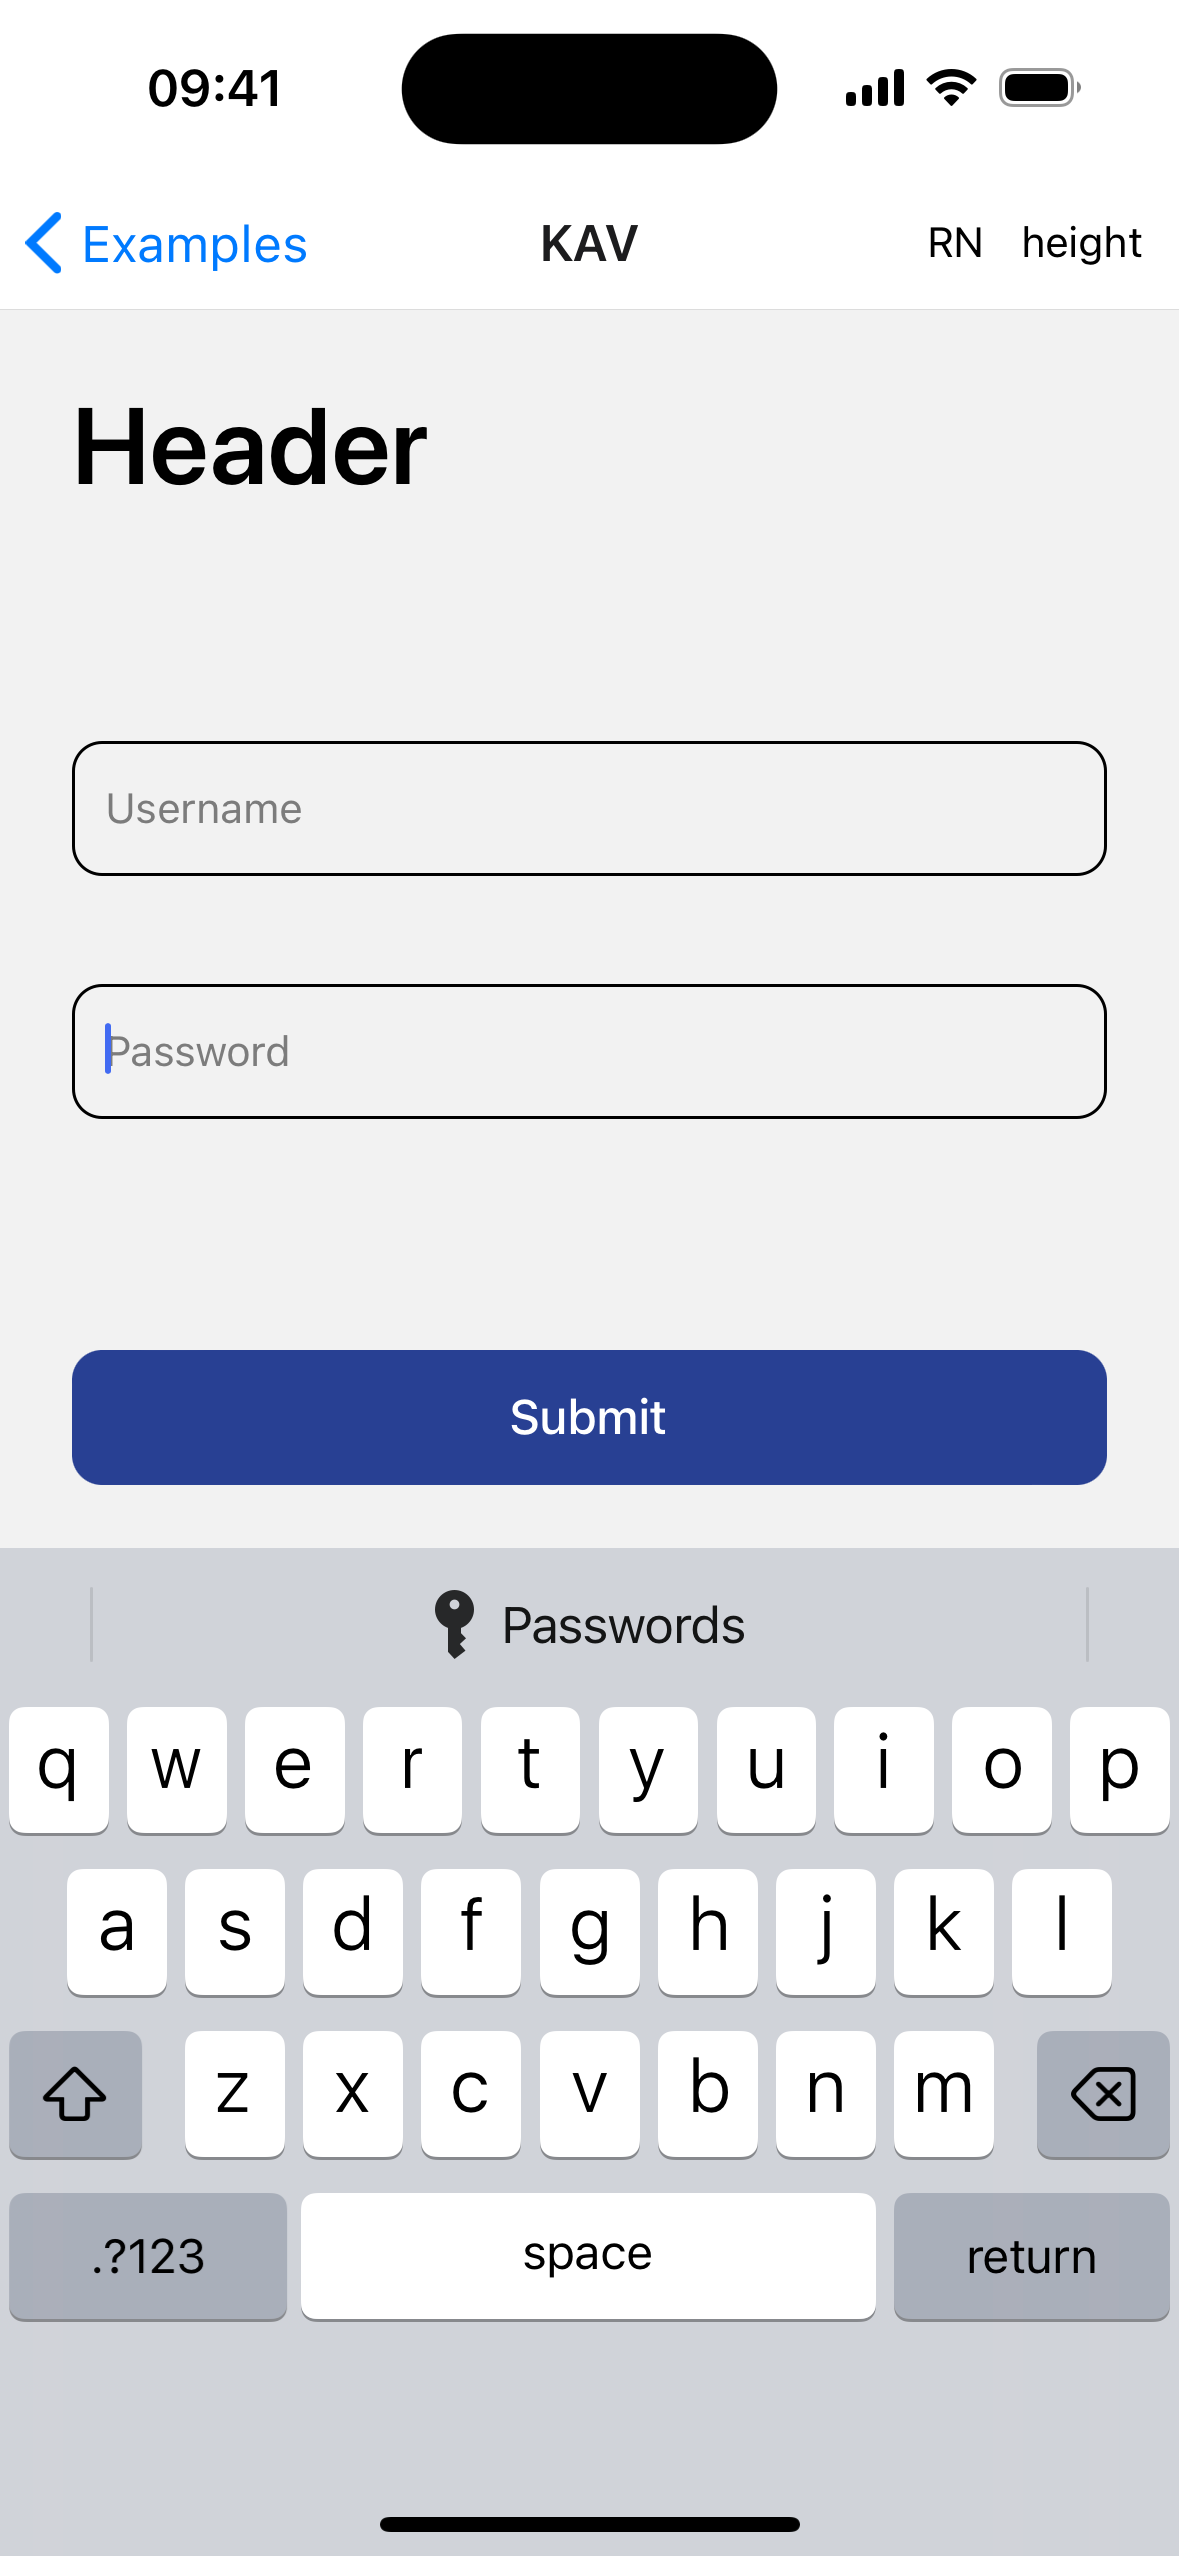 09:41
Examples KAV RN height
Header
Username
Password
Submit
Passwords
q w e r t y u i o p
a s d f g h j k l
z x c v b n m
.?123 space return